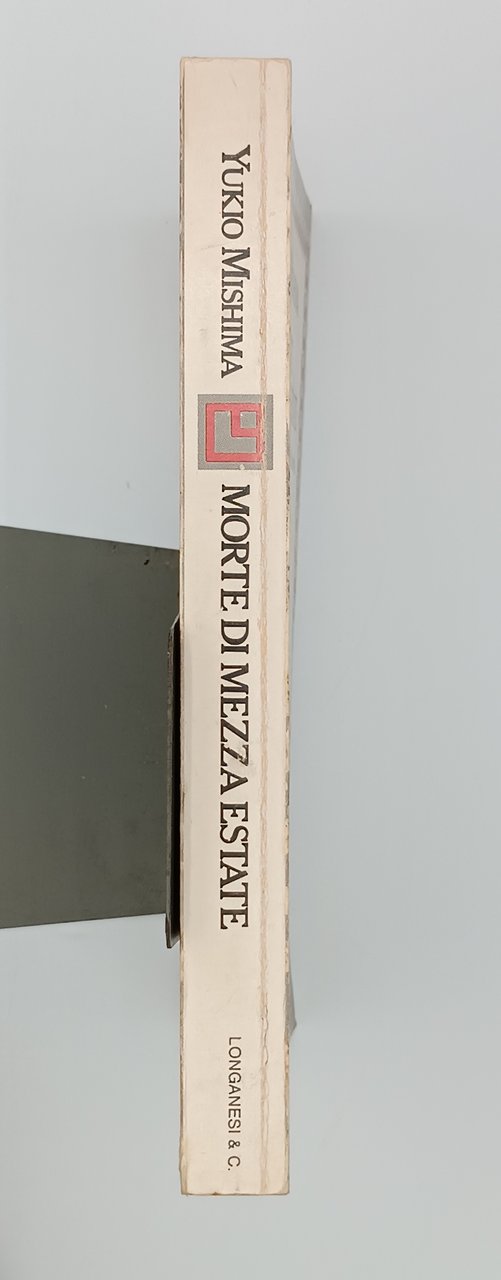 YUKIO MISHIMA
MORTE DI MEZZA ESTATE
LONGANESI & C.